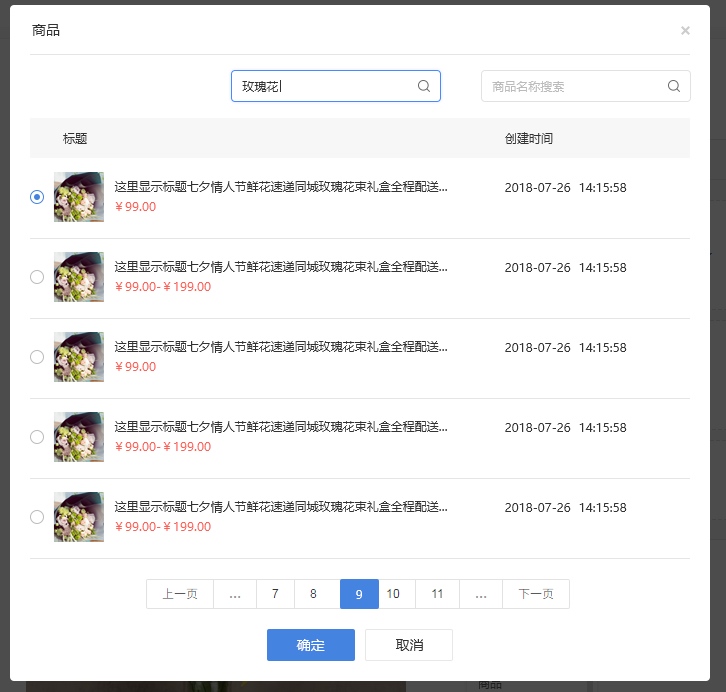 商品
×
玫瑰花
商品名称搜索
标题 创建时间
这里显示标题七夕情人节鲜花速递同城玫瑰花束礼盒全程配送... 2018-07-26 14:15:58
￥99.00
这里显示标题七夕情人节鲜花速递同城玫瑰花束礼盒全程配送... 2018-07-26 14:15:58
￥99.00-￥199.00
这里显示标题七夕情人节鲜花速递同城玫瑰花束礼盒全程配送... 2018-07-26 14:15:58
￥99.00
这里显示标题七夕情人节鲜花速递同城玫瑰花束礼盒全程配送... 2018-07-26 14:15:58
￥99.00-￥199.00
这里显示标题七夕情人节鲜花速递同城玫瑰花束礼盒全程配送... 2018-07-26 14:15:58
￥99.00-￥199.00
上一页 ... 7 8 9 10 11 ... 下一页
确定 取消
商品